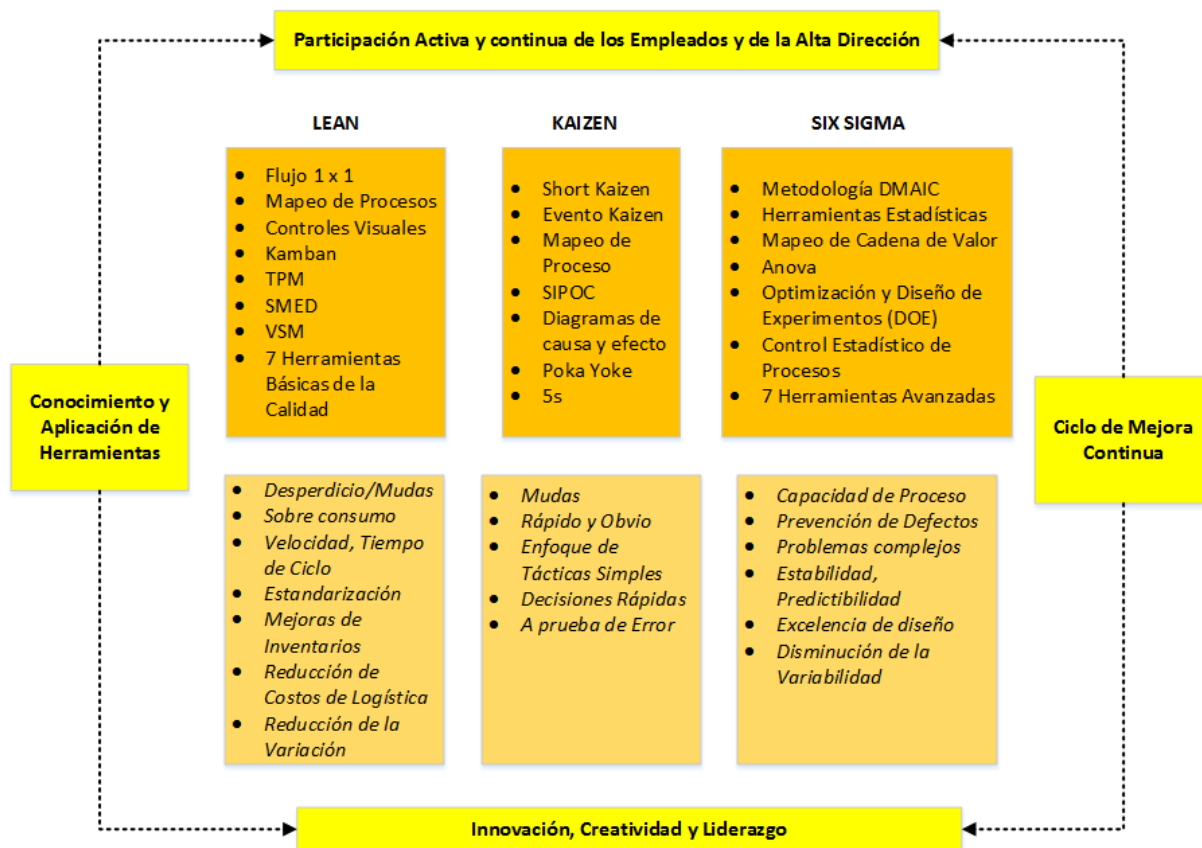 Participación Activa y continua de los Empleados y de la Alta Dirección
LEAN
• Flujo 1 x 1
• Mapeo de Procesos
• Controles Visuales
• Kamban
• TPM
• SMED
• VSM
• 7 Herramientas
Básicas de la
Calidad
KAIZEN
• Short Kaizen
• Evento Kaizen
• Mapeo de
Proceso
• SIPOC
• Diagramas de
causa y efecto
• Poka Yoke
• 5s
SIX SIGMA
• Metodología DMAIC
• Herramientas Estadísticas
• Mapeo de Cadena de Valor
• Anova
• Optimización y Diseño de
Experimentos (DOE)
• Control Estadístico de
Procesos
• 7 Herramientas Avanzadas
Conocimiento y
Aplicación de
Herramientas
Ciclo de Mejora
Continua
• Desperdicio/Mudas
• Sobre consumo
• Velocidad, Tiempo
de Ciclo
• Estandarización
• Mejoras de
Inventarios
• Reducción de
Costos de Logística
• Reducción de la
Variación
• Mudas
• Rápido y Obvio
• Enfoque de
Tácticas Simples
• Decisiones Rápidas
• A prueba de Error
• Capacidad de Proceso
• Prevención de Defectos
• Problemas complejos
• Estabilidad,
Predictibilidad
• Excelencia de diseño
• Disminución de la
Variabilidad
Innovación, Creatividad y Liderazgo